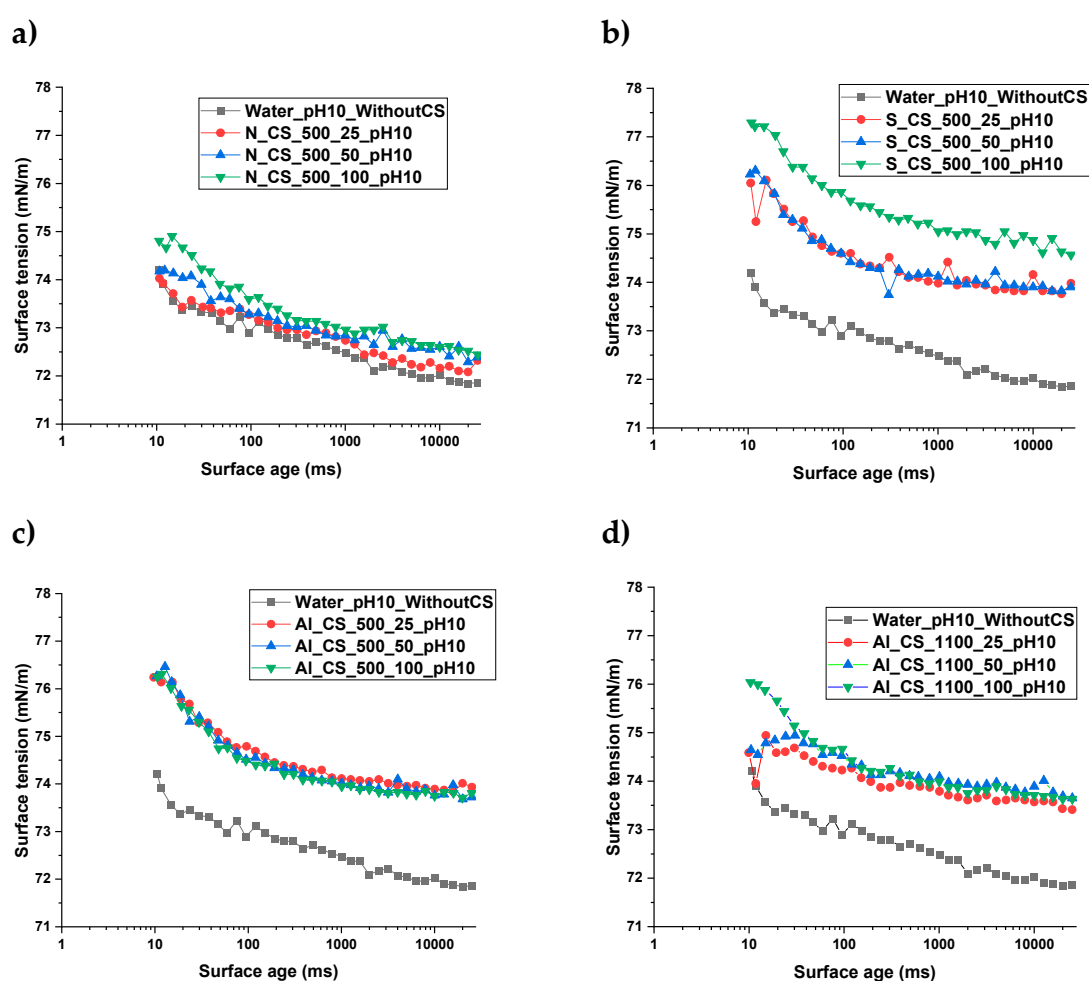 a)
78
77
76
75
74
73
72
71
Surface tension (mN/m)
Water_pH10_WithoutCS
N_CS_500_25_pH10
N_CS_500_50_pH10
N_CS_500_100_pH10
1
10
100
1000
10000
Surface age (ms)
b)
78
77
76
75
74
73
72
71
Surface tension (mN/m)
Water_pH10_WithoutCS
S_CS_500_25_pH10
S_CS_500_50_pH10
S_CS_500_100_pH10
1
10
100
1000
10000
Surface age (ms)
c)
78
77
76
75
74
73
72
71
Surface tension (mN/m)
Water_pH10_WithoutCS
Al_CS_500_25_pH10
Al_CS_500_50_pH10
Al_CS_500_100_pH10
1
10
100
1000
10000
Surface age (ms)
d)
78
77
76
75
74
73
72
71
Surface tension (mN/m)
Water_pH10_WithoutCS
Al_CS_1100_25_pH10
Al_CS_1100_50_pH10
Al_CS_1100_100_pH10
1
10
100
1000
10000
Surface age (ms)